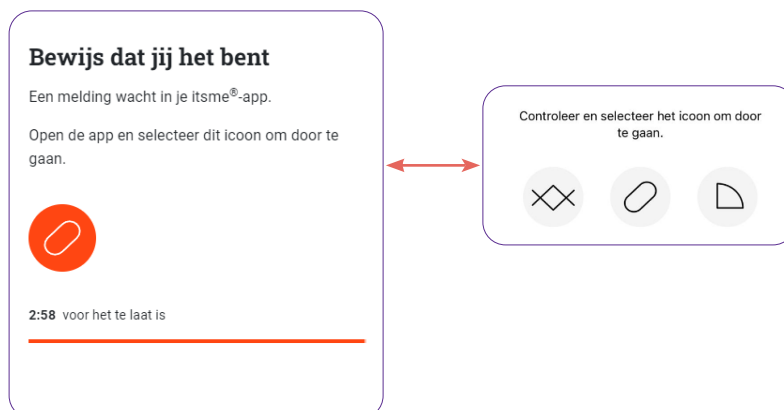 Bewijs dat jij het bent
Een melding wacht in je itsme®-app.
Open de app en selecteer dit icoon om door te
gaan.
2:58 voor het te laat is
Controleer en selecteer het icoon om door
te gaan.